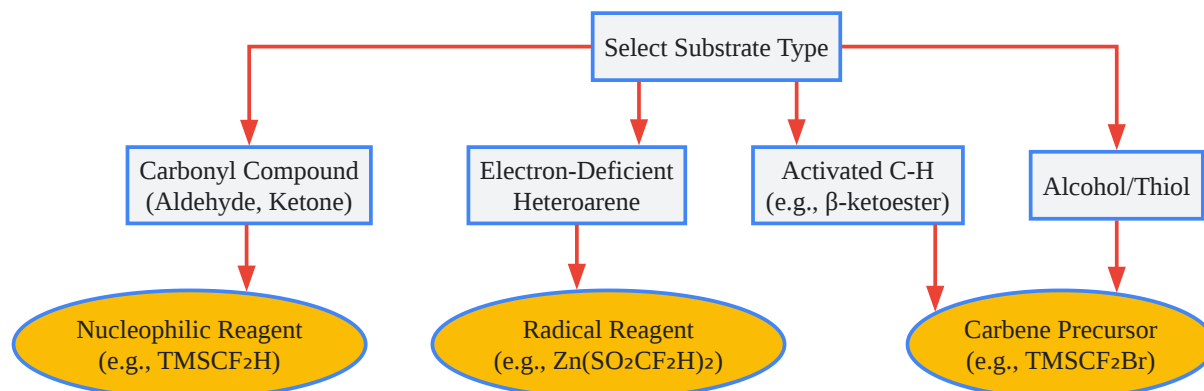 Select Substrate Type
Carbonyl Compound
(Aldehyde, Ketone)
Electron-Deficient
Heteroarene
Activated C-H
(e.g., β-ketoester)
Alcohol/Thiol
Nucleophilic Reagent
(e.g., TMSCF₂H)
Radical Reagent
(e.g., Zn(SO₂CF₂H)₂)
Carbene Precursor
(e.g., TMSCF₂Br)